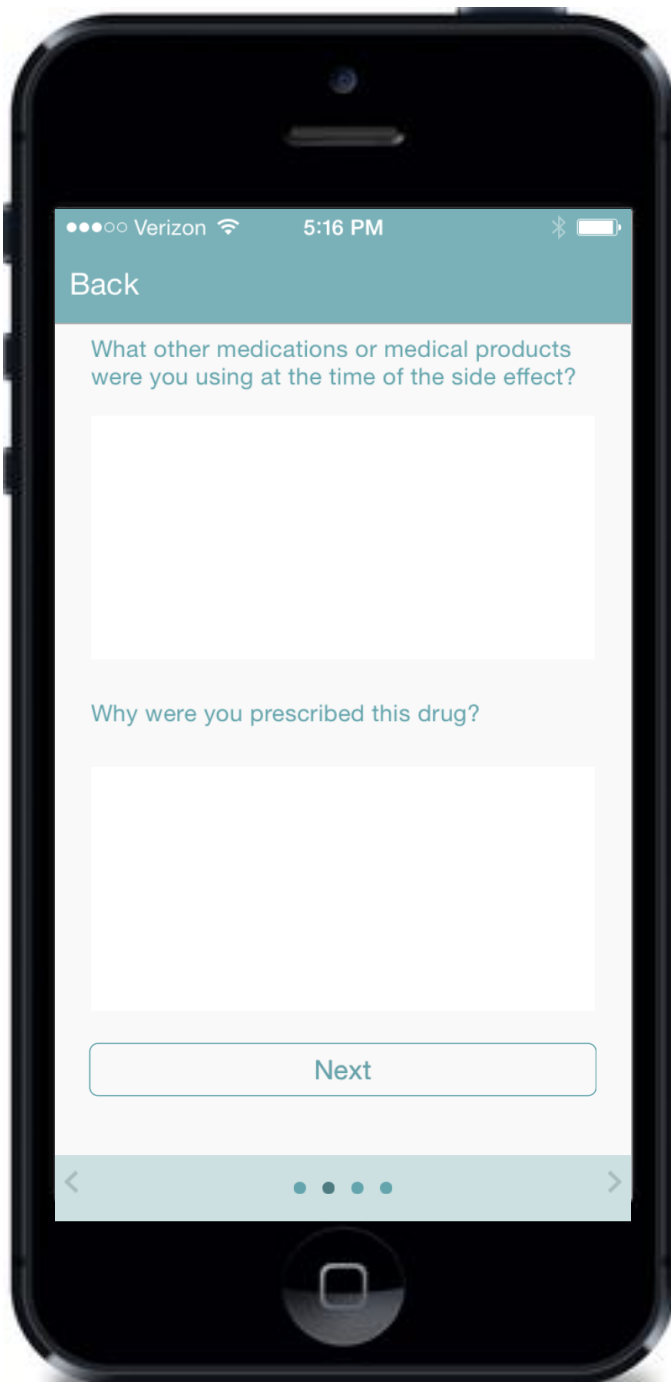 Verizon 5:16 PM
Back
What other medications or medical products
were you using at the time of the side effect?
Why were you prescribed this drug?
Next